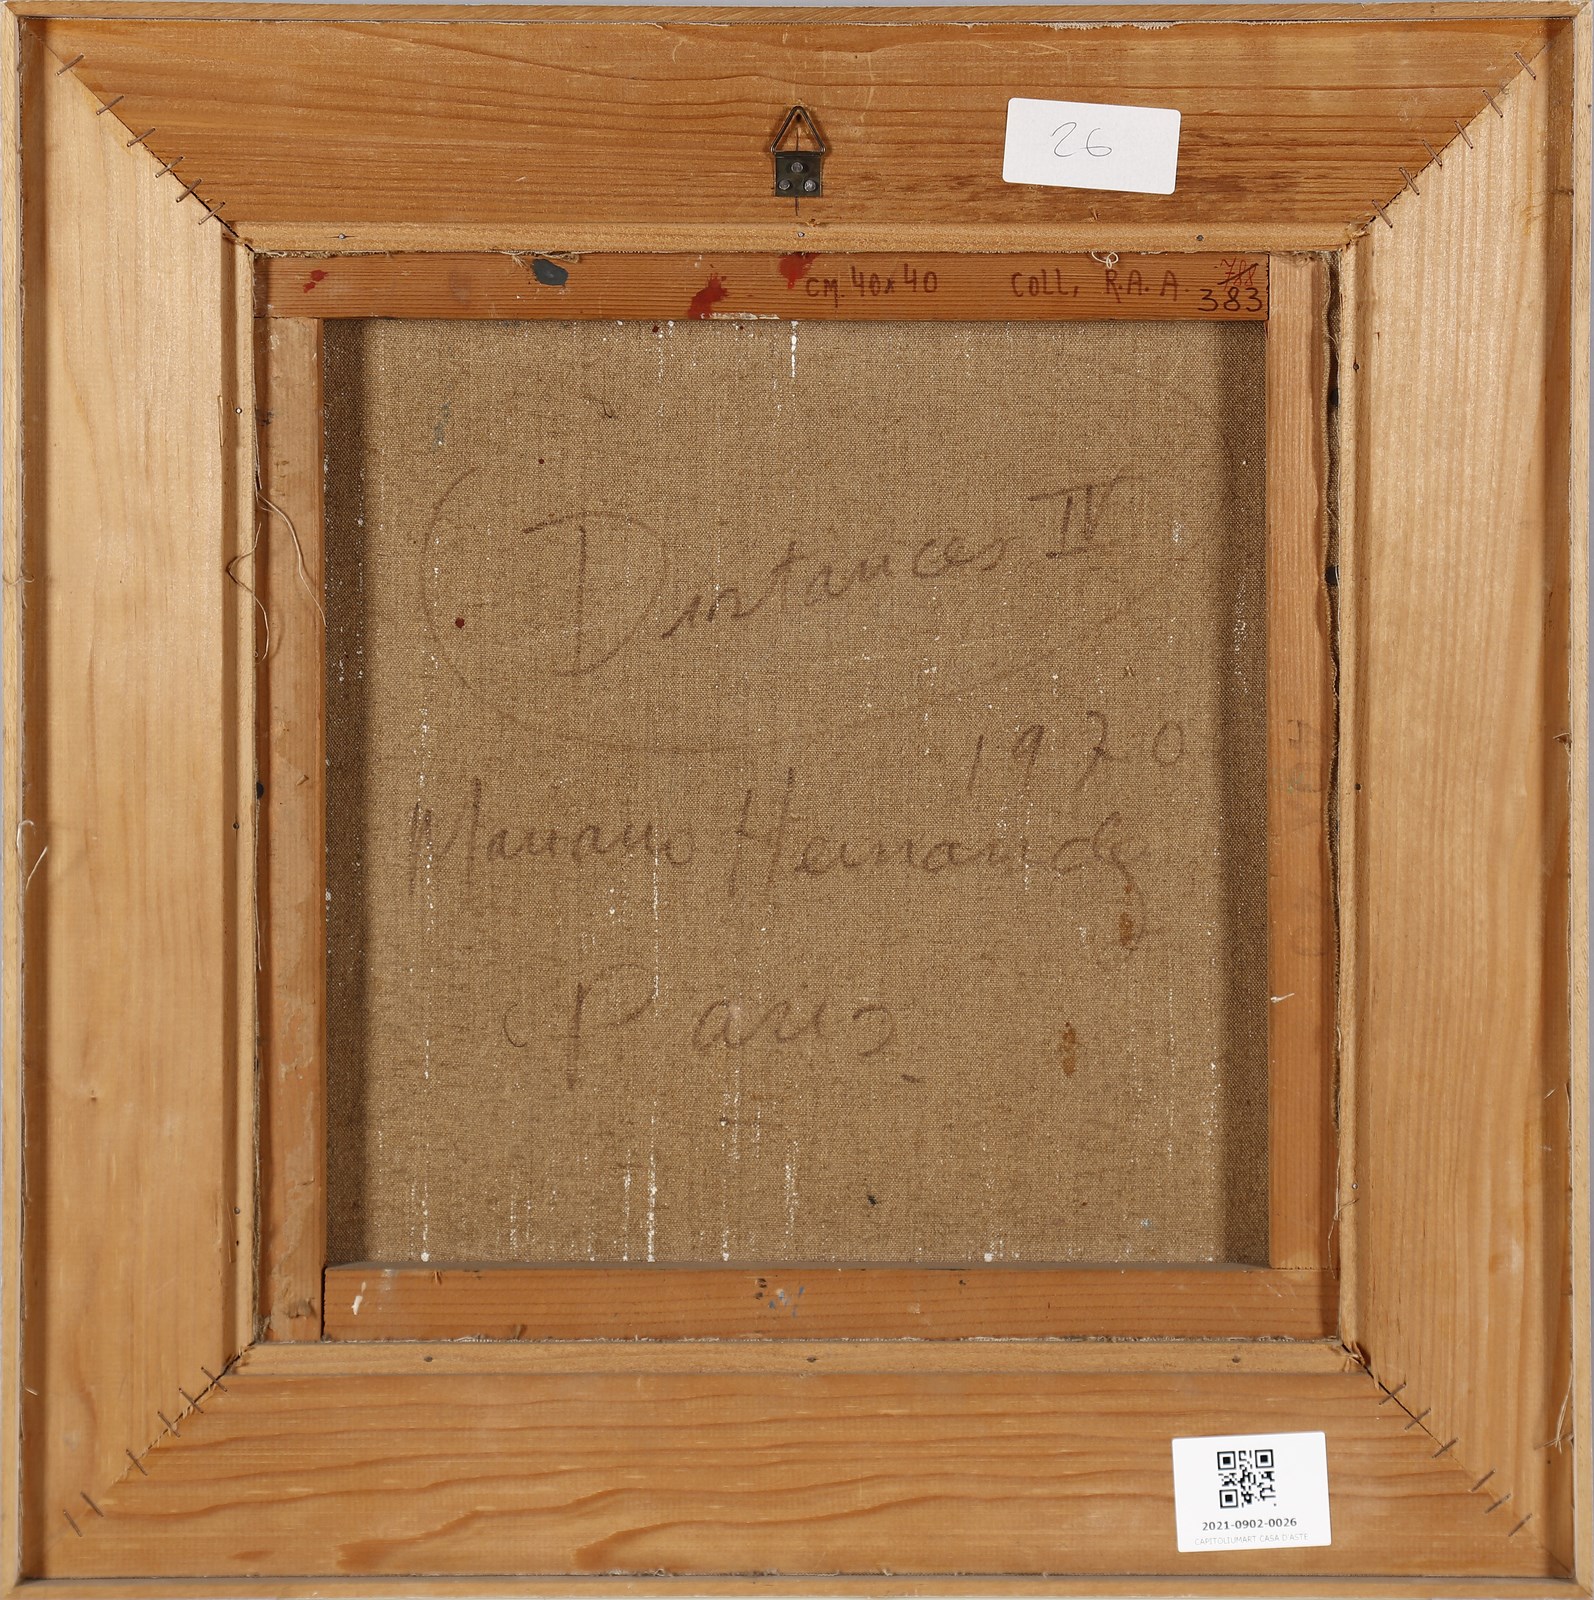 26
CM. 40x40 COLL. R.A.A.
383
Distances IV
1970
Mariano Hernandez
Paris
2021-0902-0026
CAPITOLIUMART CASA D'ASTE